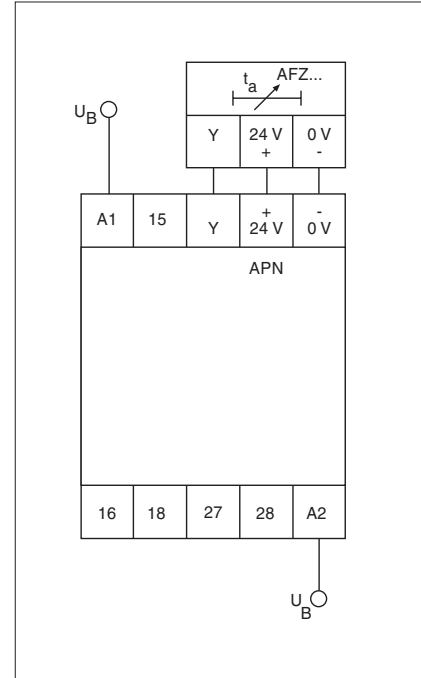 t_a AFZ...
U_B
Y 24 V 0 V
+ -
+ -
A1 15 Y 24 V 0 V
APN
16 18 27 28 A2
U_B